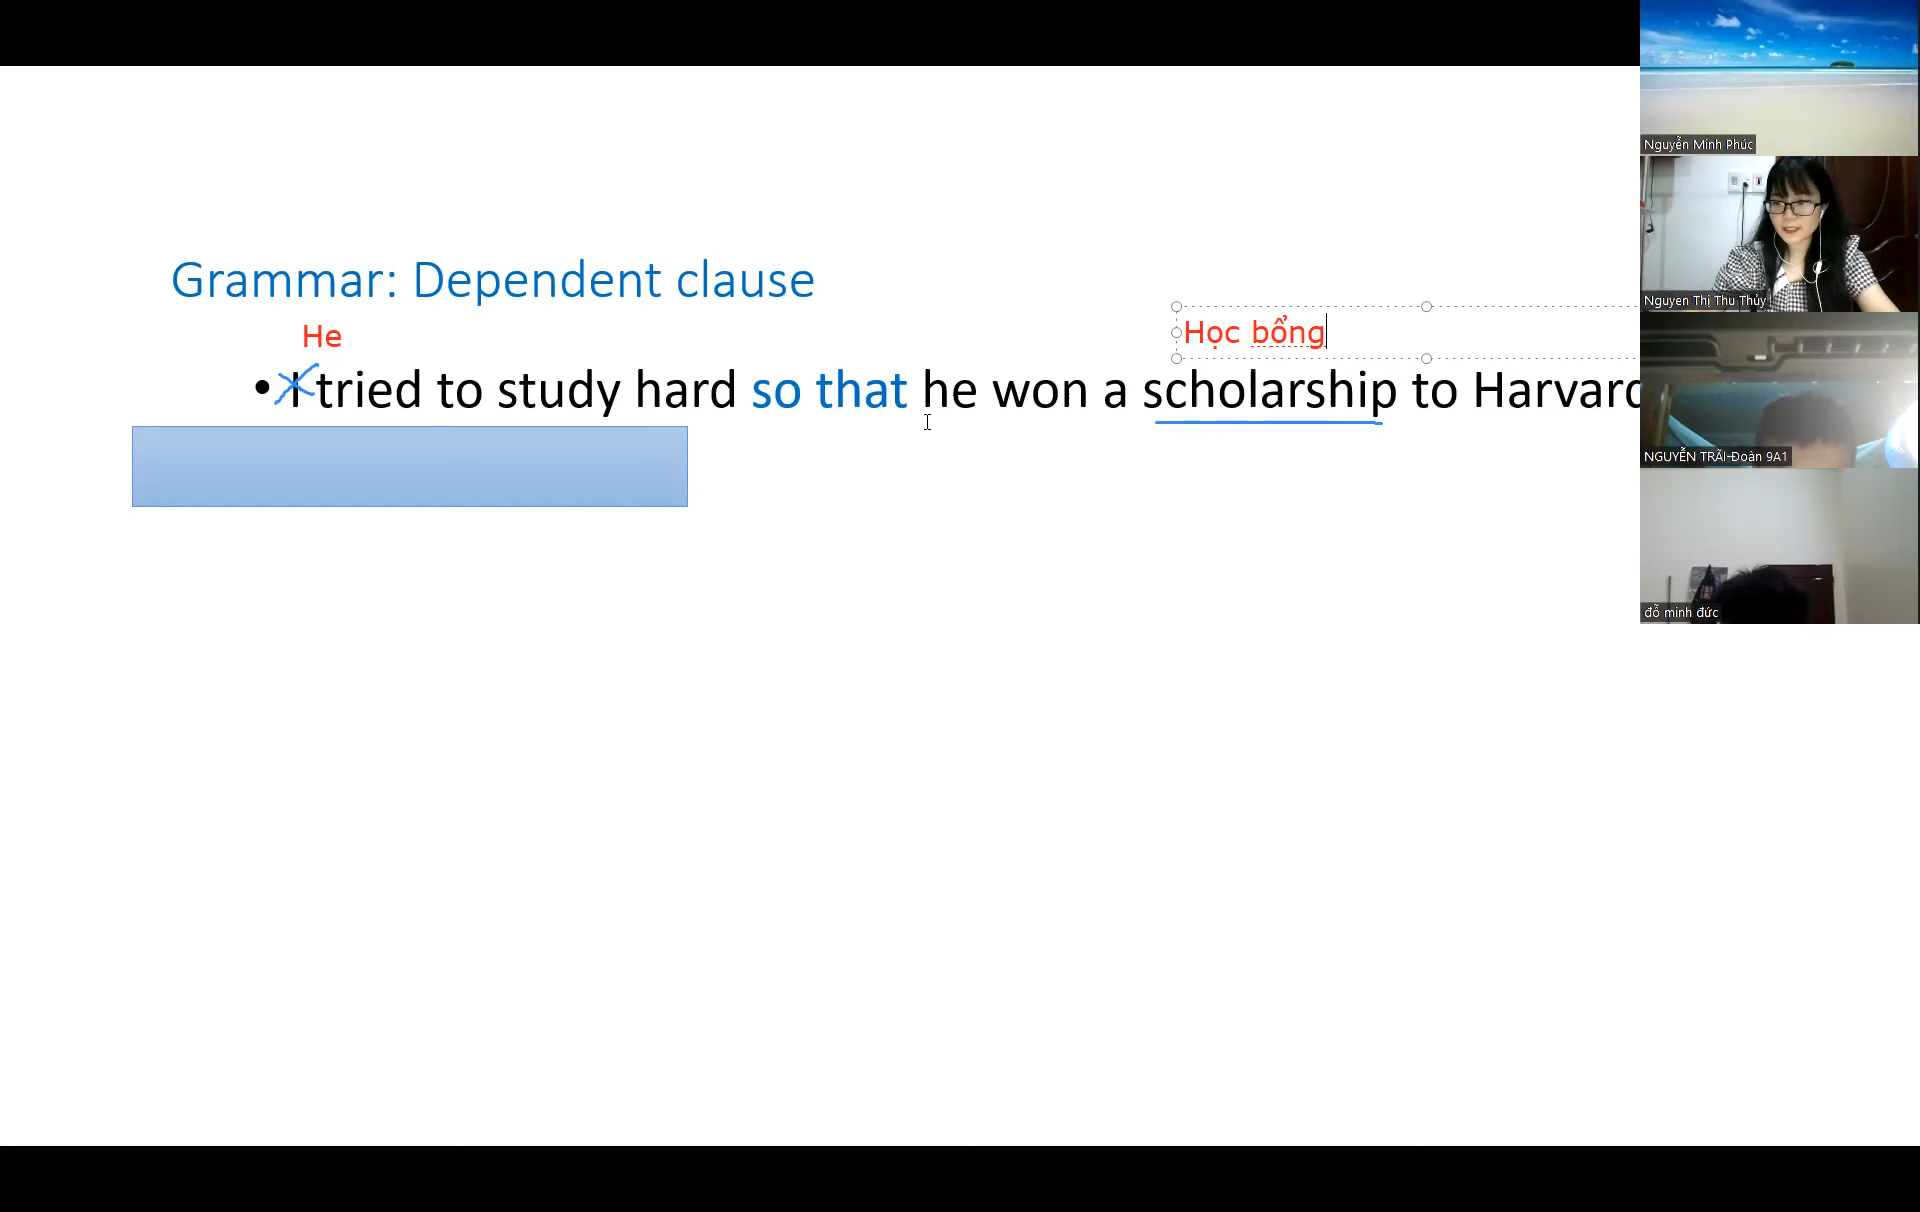 Grammar: Dependent clause
He
Học bổng
• I tried to study hard so that he won a scholarship to Harvard
Nguyễn Minh Phúc
Nguyen Thị Thu Thủy
NGUYỄN TRÃI-Đoàn 9A1
đỗ minh đức